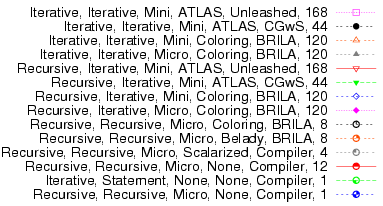 Iterative, Iterative, Mini, ATLAS, Unleashed, 168
Iterative, Iterative, Mini, ATLAS, CGwS, 44
Iterative, Iterative, Mini, Coloring, BRILA, 120
Iterative, Iterative, Micro, Coloring, BRILA, 120
Recursive, Iterative, Mini, ATLAS, Unleashed, 168
Recursive, Iterative, Mini, ATLAS, CGwS, 44
Recursive, Iterative, Mini, Coloring, BRILA, 120
Recursive, Iterative, Micro, Coloring, BRILA, 120
Recursive, Recursive, Micro, Coloring, BRILA, 8
Recursive, Recursive, Micro, Belady, BRILA, 8
Recursive, Recursive, Micro, Scalarized, Compiler, 4
Recursive, Recursive, Micro, None, Compiler, 12
Iterative, Statement, None, None, Compiler, 1
Recursive, Recursive, Micro, None, Compiler, 1